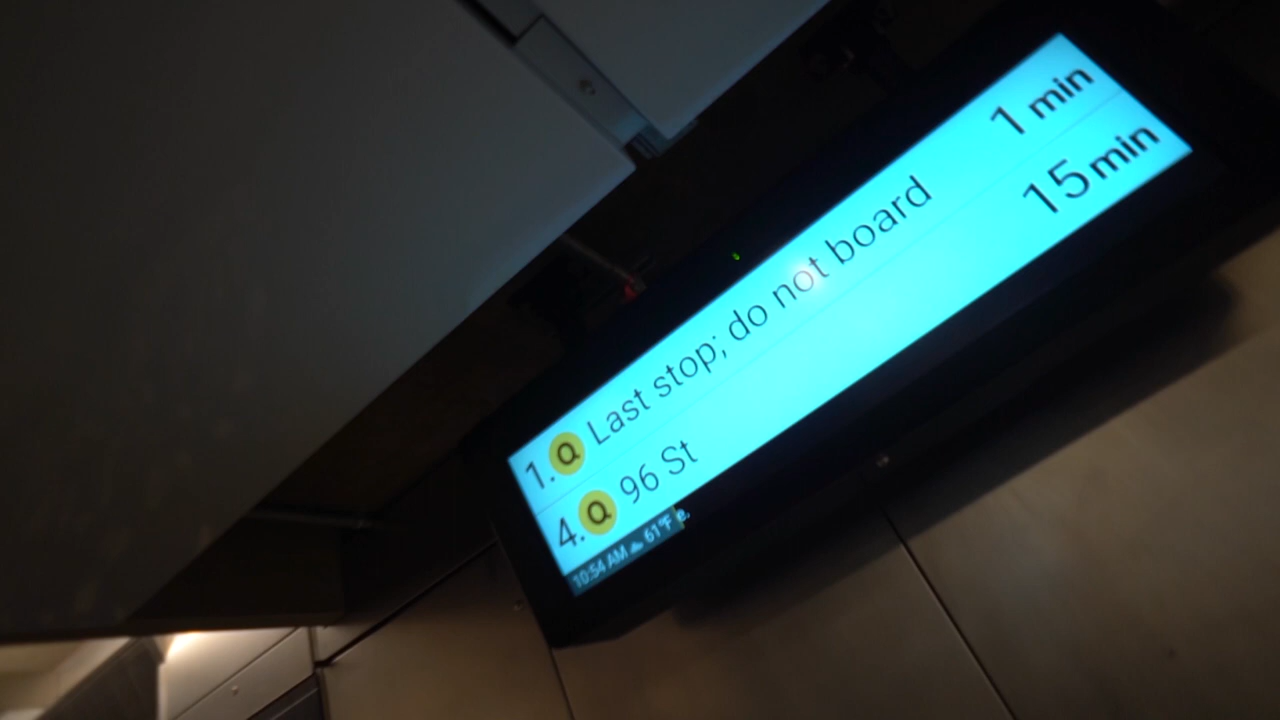 1. Q Last stop; do not board 1 min
4. Q 96 St 15 min
10:54 AM 61°F e.